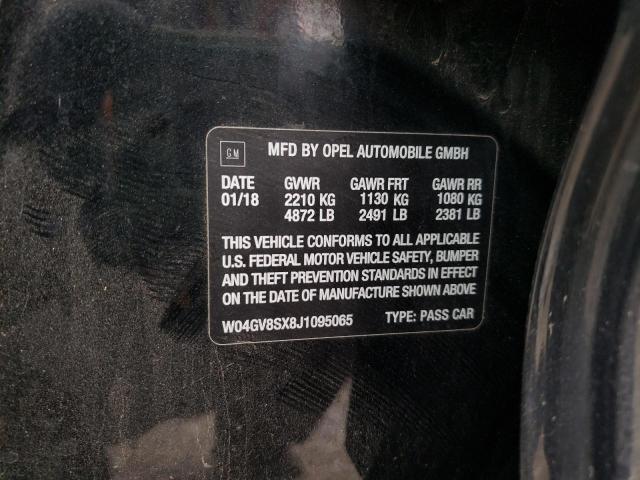 GM MFD BY OPEL AUTOMOBILE GMBH
DATE GVWR GAWR FRT GAWR RR
01/18 2210 KG 1130 KG 1080 KG
4872 LB 2491 LB 2381 LB
THIS VEHICLE CONFORMS TO ALL APPLICABLE
U.S. FEDERAL MOTOR VEHICLE SAFETY, BUMPER
AND THEFT PREVENTION STANDARDS IN EFFECT
ON THE DATE OF MANUFACTURE SHOWN ABOVE
W04GV8SX8J1095065 TYPE: PASS CAR